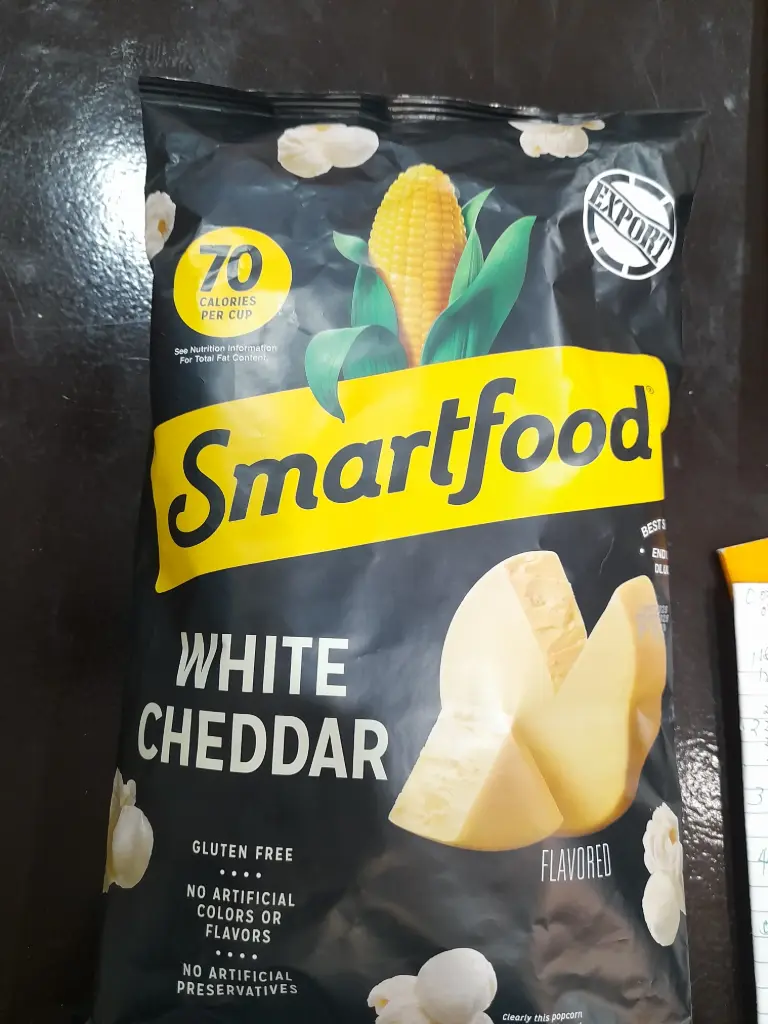 EXPORT
70
CALORIES
PER CUP
See Nutrition Information
For Total Fat Content.
Smartfood®
BEST
WHITE
CHEDDAR
FLAVORED
GLUTEN FREE
NO ARTIFICIAL
COLORS OR
FLAVORS
NO ARTIFICIAL
PRESERVATIVES
Clearly this popcorn